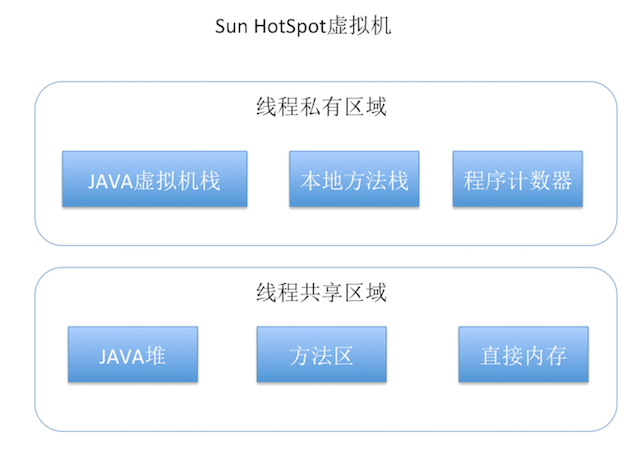 Sun HotSpot虚拟机
线程私有区域
JAVA虚拟机栈
本地方法栈
程序计数器
线程共享区域
JAVA堆
方法区
直接内存